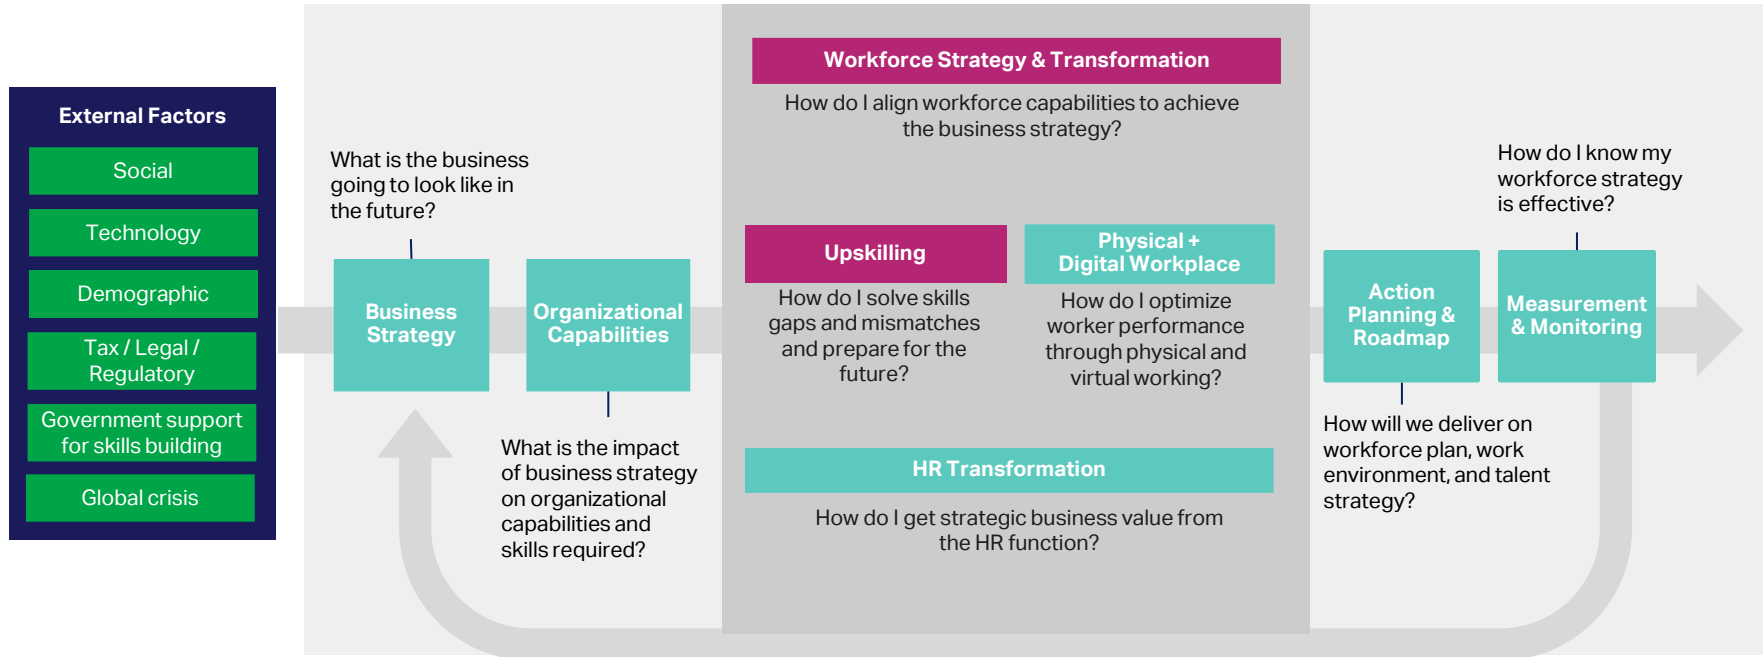 External Factors
Social
Technology
Demographic
Tax / Legal /
Regulatory
Government support
for skills building
Global crisis
What is the business
going to look like in
the future?
Business
Strategy
Organizational
Capabilities
What is the impact
of business strategy
on organizational
capabilities and
skills required?
Workforce Strategy & Transformation
How do I align workforce capabilities to achieve
the business strategy?
Upskilling
How do I solve skills
gaps and mismatches
and prepare for the
future?
Physical +
Digital Workplace
How do I optimize
worker performance
through physical and
virtual working?
HR Transformation
How do I get strategic business value from
the HR function?
Action
Planning &
Roadmap
How will we deliver on
workforce plan, work
environment, and talent
strategy?
How do I know my
workforce strategy
is effective?
Measurement
& Monitoring